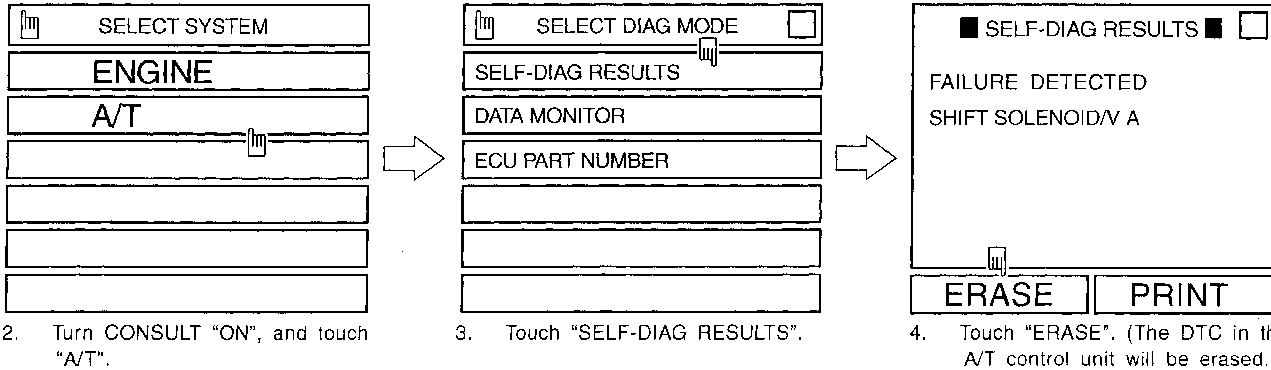 SELECT SYSTEM
ENGINE
A/T
2. Turn CONSULT “ON”, and touch
“A/T”.
SELECT DIAG MODE
SELF-DIAG RESULTS
DATA MONITOR
ECU PART NUMBER
3. Touch “SELF-DIAG RESULTS”.
■ SELF-DIAG RESULTS ■
FAILURE DETECTED
SHIFT SOLENOID/V A
ERASE PRINT
4. Touch “ERASE”. (The DTC in
A/T control unit will be erased.